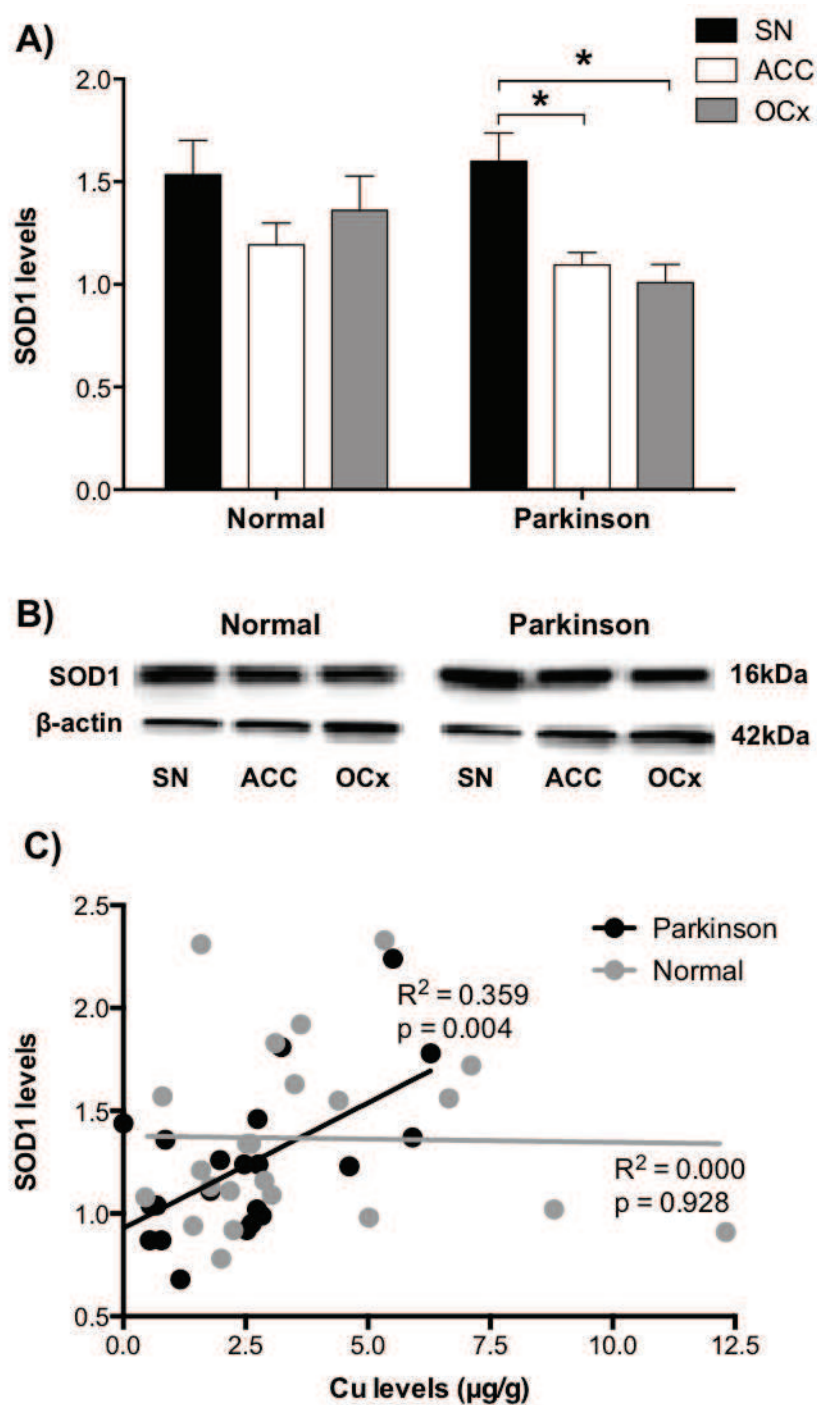 A)
SN
ACC
OCx
*
*
2.0
1.5
1.0
0.5
0.0
SOD1 levels
Normal
Parkinson
B)
Normal
Parkinson
SOD1
16kDa
β-actin
42kDa
SN
ACC
OCx
SN
ACC
OCx
C)
2.5
2.0
1.5
1.0
0.5
SOD1 levels
Parkinson
Normal
R² = 0.359
p = 0.004
R² = 0.000
p = 0.928
0.0
2.5
5.0
7.5
10.0
12.5
Cu levels (µg/g)